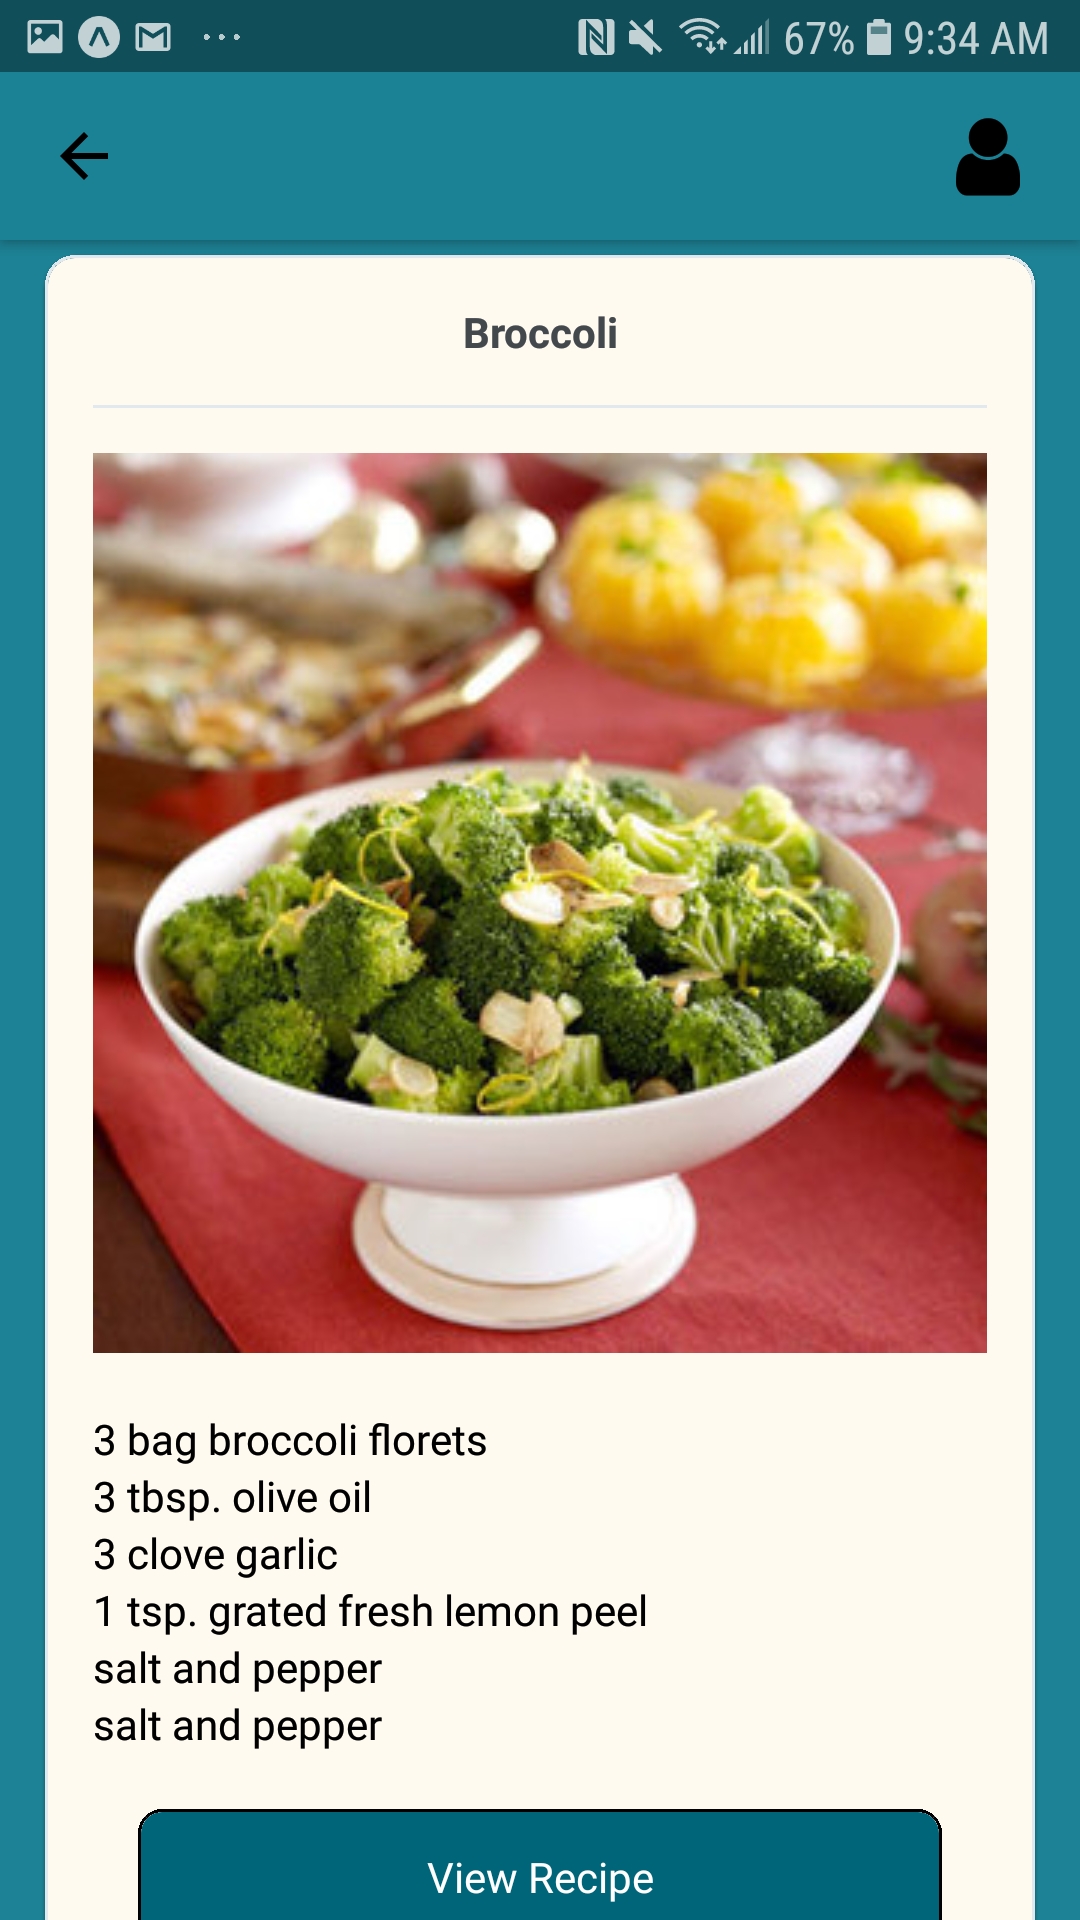 67% 9:34 AM
Broccoli
3 bag broccoli florets
3 tbsp. olive oil
3 clove garlic
1 tsp. grated fresh lemon peel
salt and pepper
salt and pepper
View Recipe